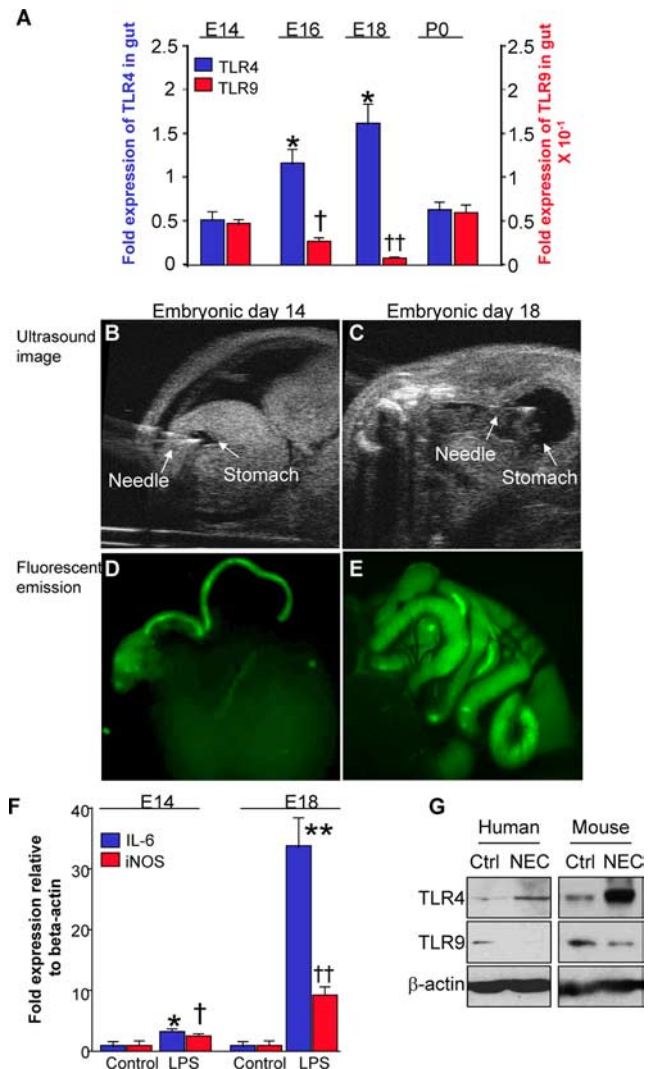 A
E14 E16 E18 P0
Fold expression of TLR4 in gut
2.5
2
1.5
1
0.5
0
TLR4
TLR9
*
*
†
††
2.5
2
1.5
1
0.5
0
Fold expression of TLR9 in gut
X 10-1
Embryonic day 14
Embryonic day 18
Ultrasound
image
B
Needle
Stomach
C
Needle
Stomach
Fluorescent
emission
D
E
F
E14 E18
Fold expression relative
to beta-actin
40
30
20
10
0
IL-6
iNOS
*
†
**
††
Control LPS Control LPS
G
Human Mouse
Ctrl NEC Ctrl NEC
TLR4
TLR9
β-actin